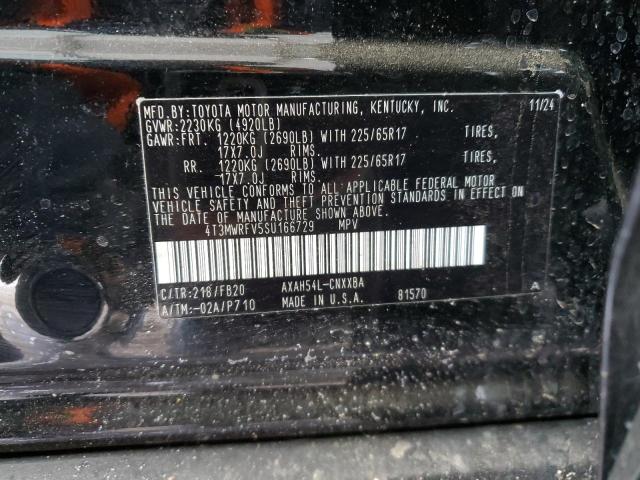 MFD.BY:TOYOTA MOTOR MANUFACTURING, KENTUCKY, INC. 11/24
GVWR:2230KG (4920LB)
GAWR:FRT. 1220KG (2690LB) WITH 225/65R17 TIRES,
17X7.0J RIMS.
RR. 1220KG (2690LB) WITH 225/65R17 TIRES,
17X7.0J RIMS.
THIS VEHICLE CONFORMS TO ALL APPLICABLE FEDERAL MOTOR
VEHICLE SAFETY AND THEFT PREVENTION STANDARDS IN EFFECT
ON THE DATE OF MANUFACTURE SHOWN ABOVE.
4T3MWRFV5SU166729 MPV
C/TR:218/FB20 AXAH54L-CNXXBA A
A/TM:-02A/P710 MADE IN U.S.A. 81570